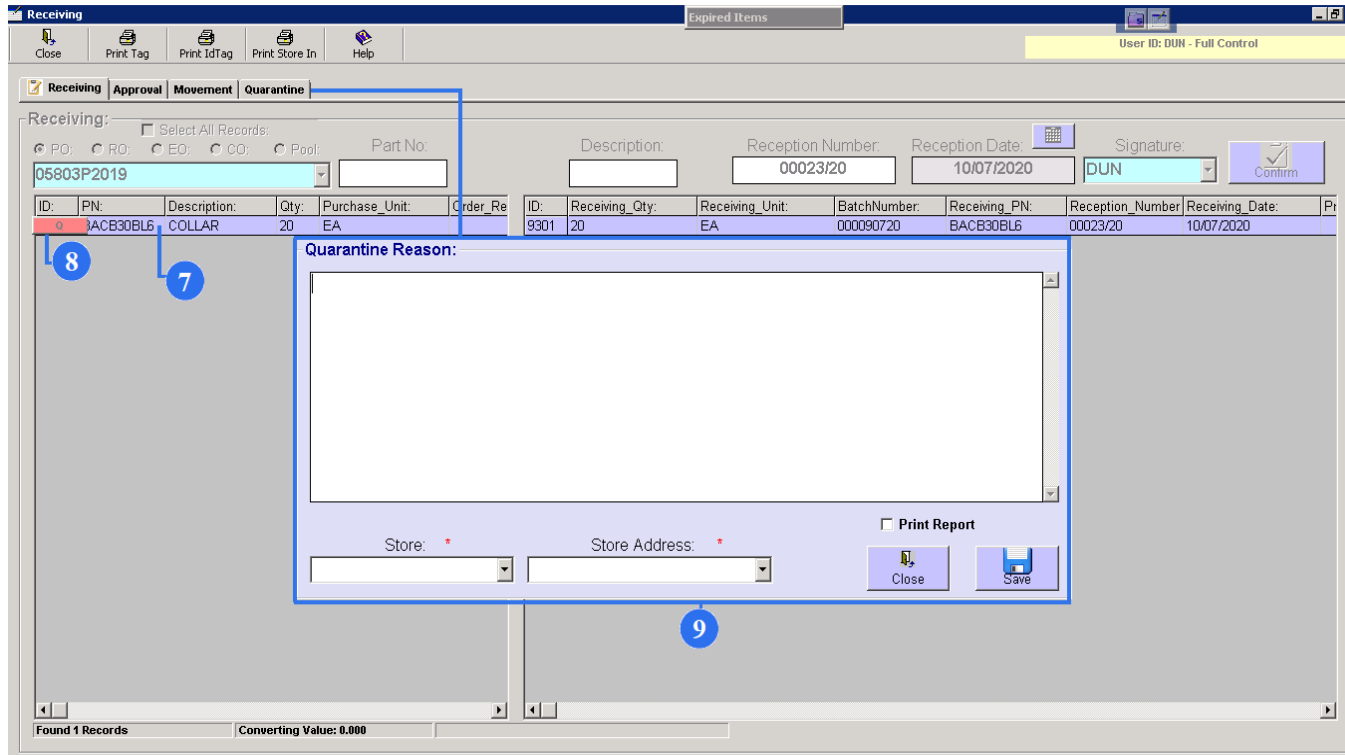 Receiving
Expired Items
Close
Print Tag
Print IdTag
Print Store In
Help
User ID: DUN - Full Control
Receiving
Approval
Movement
Quarantine
Receiving:
Select All Records:
PO:
RO:
EO:
CO:
Pool:
Part No:
Description:
Reception Number:
Reception Date:
Signature:
05803P2019
00023/20
10/07/2020
DUN
Confirm
ID: PN: Description: Qty: Purchase_Unit: Order_Re
Q BACB30BL6 COLLAR 20 EA
ID: Receiving_Qty: Receiving_Unit: BatchNumber: Receiving_PN: Reception_Number Receiving_Date: Pr
9301 20 EA 000090720 BACB30BL6 00023/20 10/07/2020
8
7
Quarantine Reason:
Print Report
Store: *
Store Address: *
Close
Save
9
Found 1 Records
Converting Value: 0.000